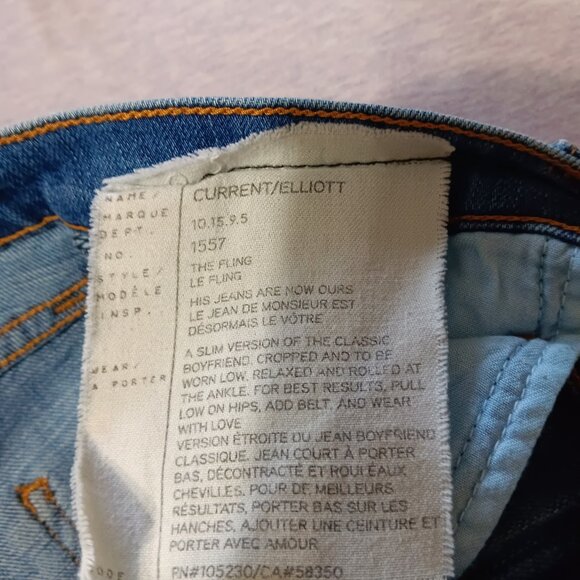 NAME/ CURRENT/ELLIOTT
MARQUE
DEPT. 10.15.9.5
NO. 1557
STYLE/ THE FLING
MODÈLE LE FLING
INSP. HIS JEANS ARE NOW OURS
LE JEAN DE MONSIEUR EST
DÉSORMAIS LE VÔTRE
WEAR/ A SLIM VERSION OF THE CLASSIC
A PORTER BOYFRIEND, CROPPED AND TO BE
WORN LOW, RELAXED AND ROLLED AT
THE ANKLE. FOR BEST RESULTS, PULL
LOW ON HIPS, ADD BELT, AND WEAR
WITH LOVE
VERSION ÉTROITE DU JEAN BOYFRIEND
CLASSIQUE. JEAN COURT À PORTER
BAS, DÉCONTRACTÉ ET ROULEAUX
CHEVILLES. POUR DE MEILLEURS
RÉSULTATS, PORTER BAS SUR LES
HANCHES, AJOUTER UNE CEINTURE ET
PORTER AVEC AMOUR
RN#105230/CA#58350